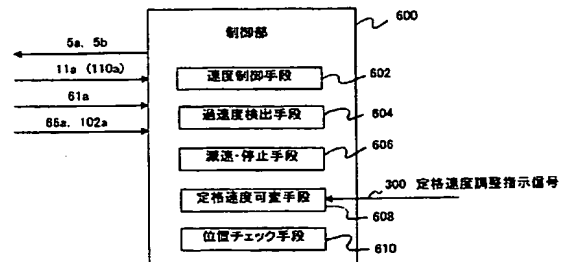 制御部
600
5a、5b
11a (110a)
61a
65a、102a
速度制御手段
602
過速度検出手段
604
減速・停止手段
606
定格速度可変手段
608
300 定格速度調整指示信号
位置チェック手段
610